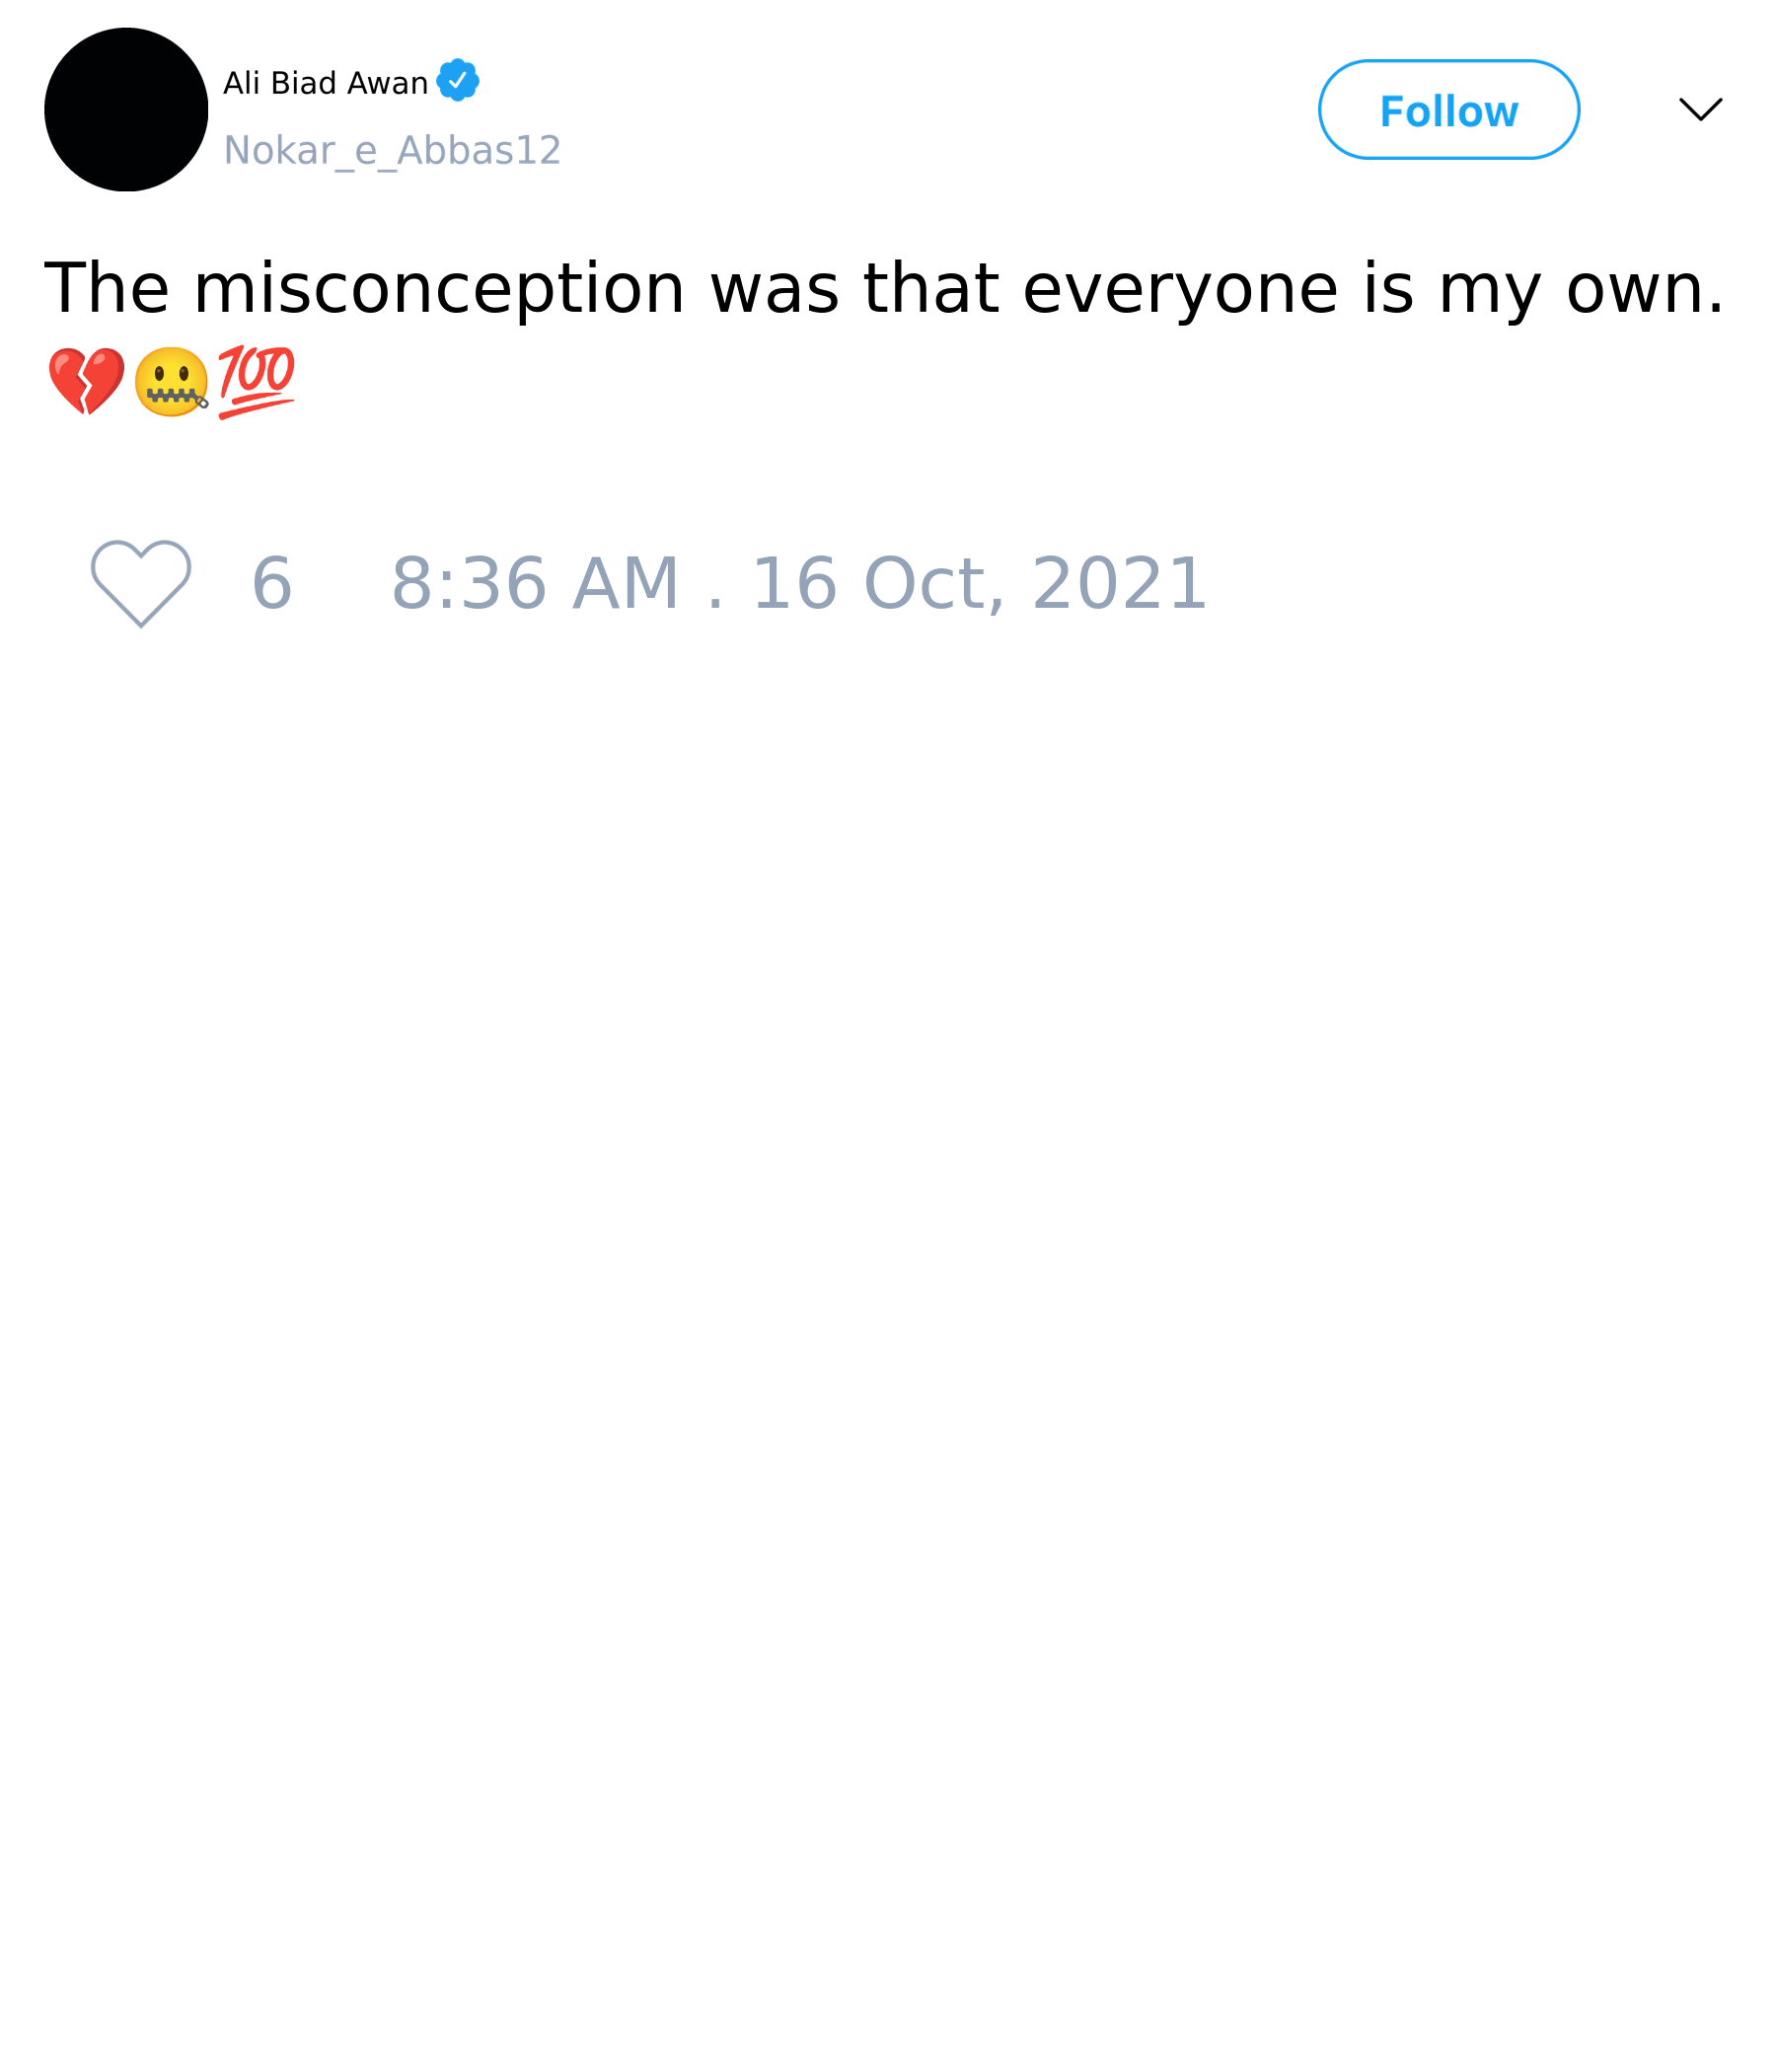 Ali Biad Awan
Nokar_e_Abbas12
Follow
The misconception was that everyone is my own.
💔🤐💯
6 8:36 AM . 16 Oct, 2021